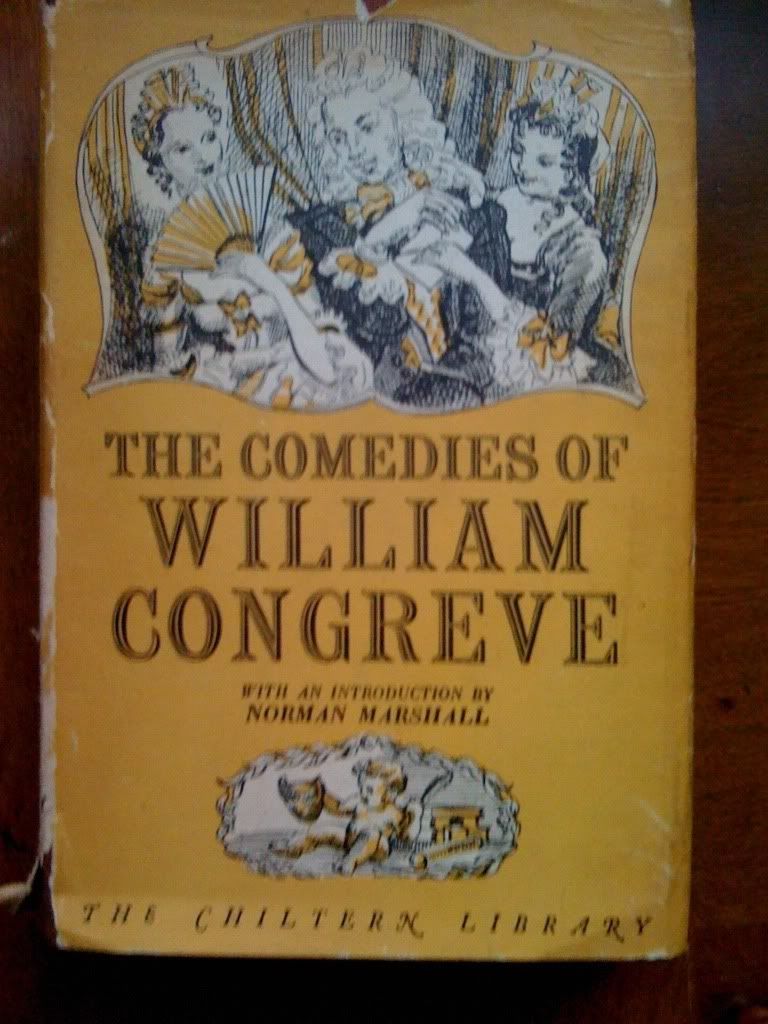 THE COMEDIES OF
WILLIAM
CONGREVE
WITH AN INTRODUCTION BY
NORMAN MARSHALL
THE CHILTERN LIBRARY